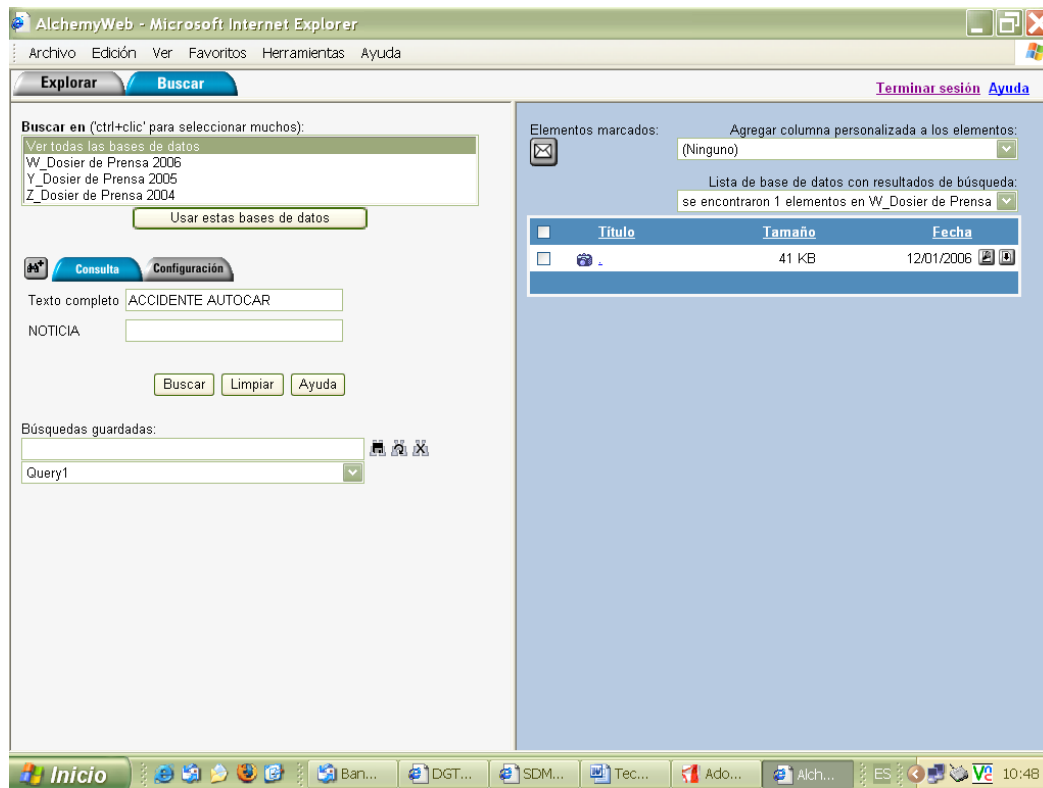 AlchemyWeb - Microsoft Internet Explorer
Archivo Edición Ver Favoritos Herramientas Ayuda
Explorar Buscar
Terminar sesión Ayuda
Buscar en ('ctrl+clic' para seleccionar muchos):
Ver todas las bases de datos
W_Dosier de Prensa 2006
Y_Dosier de Prensa 2005
Z_Dosier de Prensa 2004
Usar estas bases de datos
Consulta Configuración
Texto completo ACCIDENTE AUTOCAR
NOTICIA
Buscar Limpiar Ayuda
Búsquedas guardadas:
Query1
Elementos marcados:
Agregar columna personalizada a los elementos:
(Ninguno)
Lista de base de datos con resultados de búsqueda:
se encontraron 1 elementos en W_Dosier de Prensa
Título Tamaño Fecha
. 41 KB 12/01/2006
Inicio Ban... DGT... SDM... Tec... Ado... Alch... ES 10:48